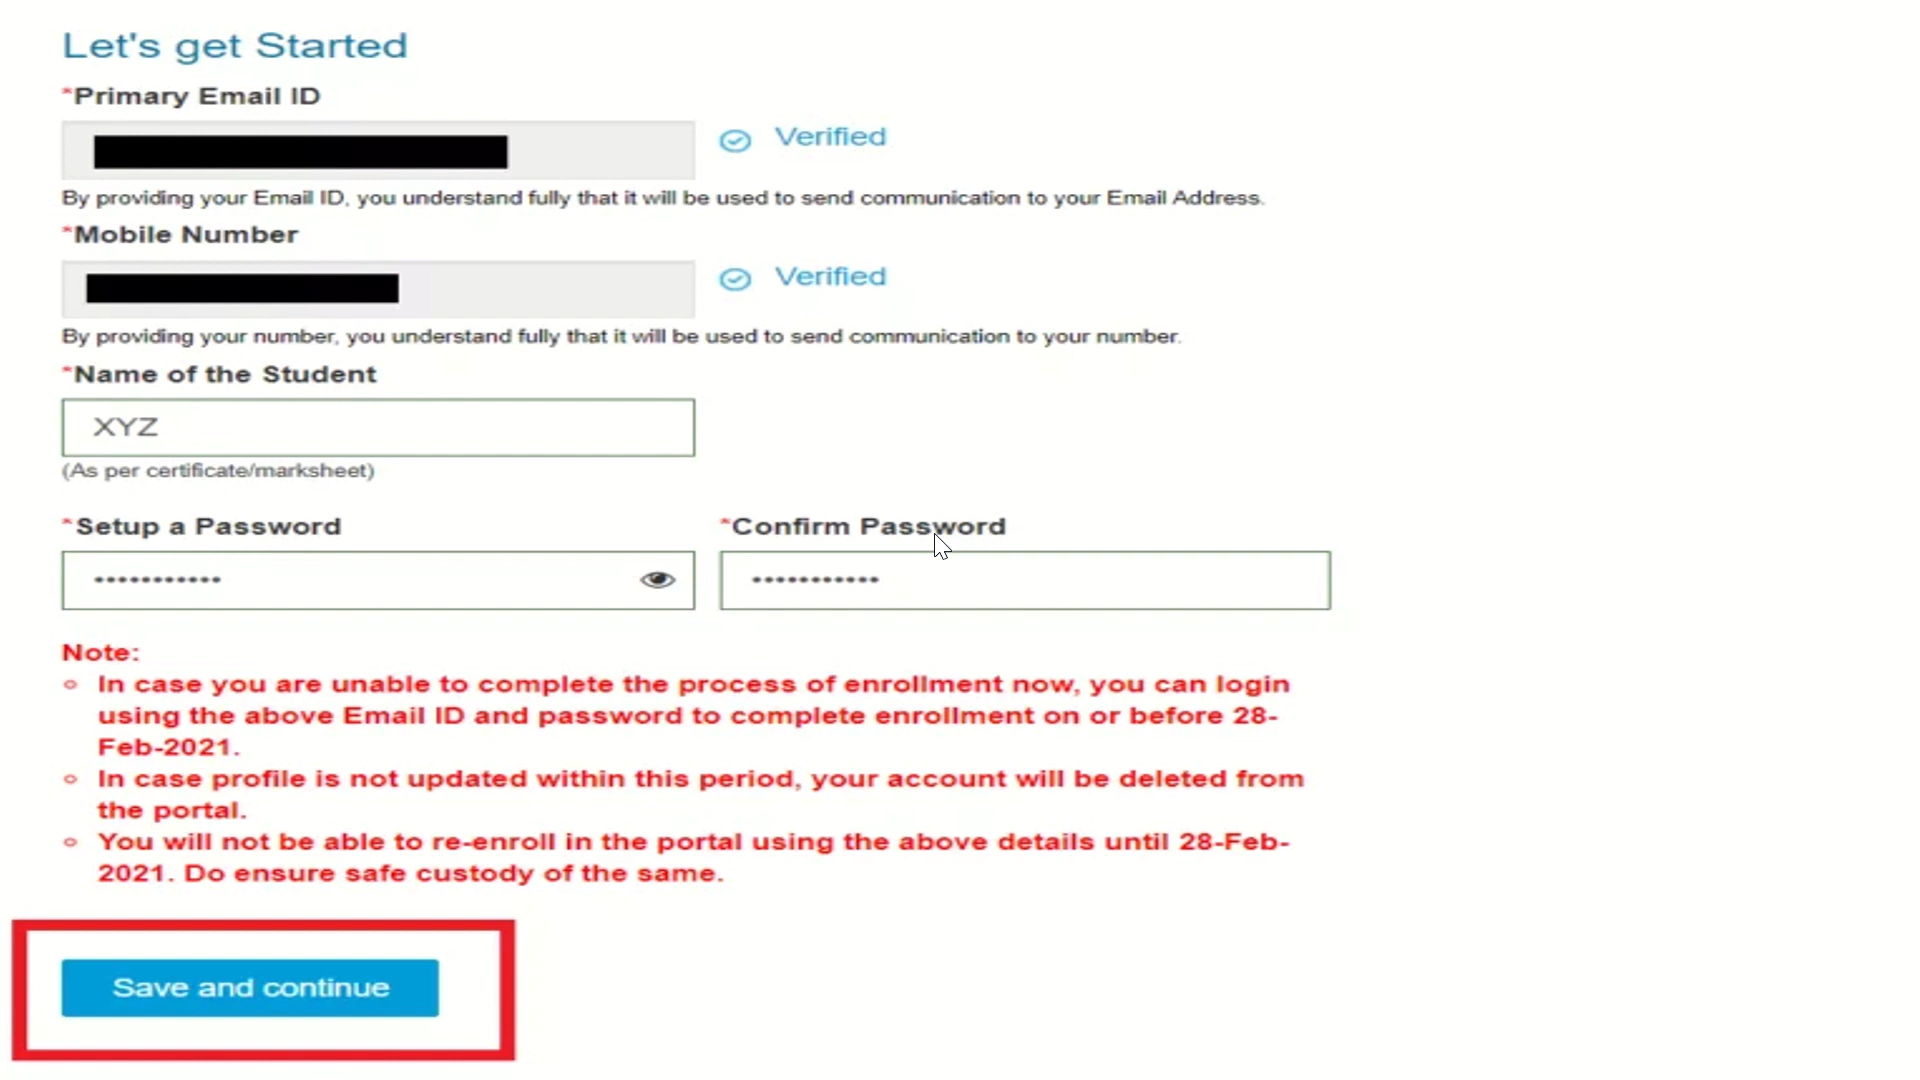 Let's get Started
*Primary Email ID
Verified
By providing your Email ID, you understand fully that it will be used to send communication to your Email Address.
*Mobile Number
Verified
By providing your number, you understand fully that it will be used to send communication to your number.
*Name of the Student
XYZ
(As per certificate/marksheet)
*Setup a Password *Confirm Password
••••••••••• •••••••••••
Note:
In case you are unable to complete the process of enrollment now, you can login
using the above Email ID and password to complete enrollment on or before 28-
Feb-2021.
In case profile is not updated within this period, your account will be deleted from
the portal.
You will not be able to re-enroll in the portal using the above details until 28-Feb-
2021. Do ensure safe custody of the same.
Save and continue